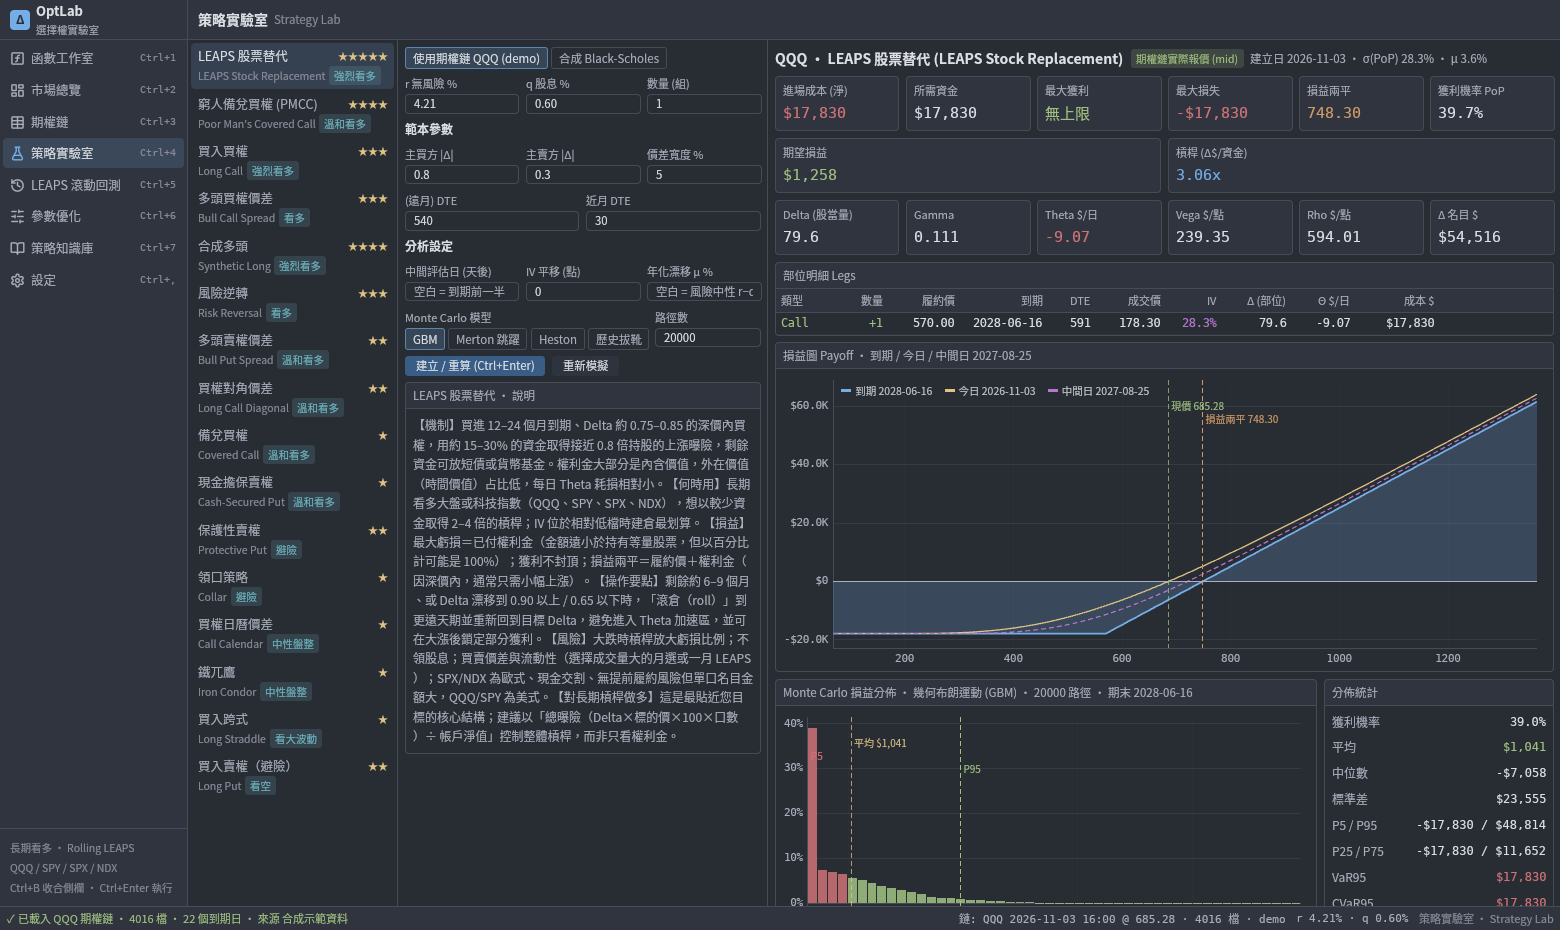 Δ OptLab
選擇權實驗室
函數工作室 Ctrl+1
市場總覽 Ctrl+2
期權鏈 Ctrl+3
策略實驗室 Ctrl+4
LEAPS 滾動回測 Ctrl+5
參數優化 Ctrl+6
策略知識庫 Ctrl+7
設定 Ctrl+,
長期看多 • Rolling LEAPS
QQQ / SPY / SPX / NDX
Ctrl+B 收合側欄 • Ctrl+Enter 執行
策略實驗室 Strategy Lab
LEAPS 股票替代 ★★★★★
LEAPS Stock Replacement 強烈看多
窮人備兌買權 (PMCC) ★★★★
Poor Man's Covered Call 溫和看多
買入買權 ★★★
Long Call 強烈看多
多頭買權價差 ★★★
Bull Call Spread 看多
合成多頭 ★★★★
Synthetic Long 強烈看多
風險逆轉 ★★★
Risk Reversal 看多
多頭賣權價差 ★★
Bull Put Spread 溫和看多
買權對角價差 ★★
Long Call Diagonal 溫和看多
備兌買權 ★
Covered Call 溫和看多
現金擔保賣權 ★
Cash-Secured Put 溫和看多
保護性賣權 ★★
Protective Put 避險
領口策略 ★
Collar 避險
買權日曆價差 ★
Call Calendar 中性盤整
鐵兀鷹 ★
Iron Condor 中性盤整
買入跨式 ★
Long Straddle 看大波動
買入賣權（避險） ★★
Long Put 看空
使用期權鏈 QQQ (demo) 合成 Black-Scholes
r 無風險 % q 股息 % 數量 (組)
4.21 0.60 1
範本參數
主買方 |Δ| 主賣方 |Δ| 價差寬度 %
0.8 0.3 5
(遠月) DTE 近月 DTE
540 30
分析設定
中間評估日 (天後) IV 平移 (點) 年化漂移 μ %
空白 = 到期前一半 0 空白 = 風險中性 r−q
Monte Carlo 模型 路徑數
GBM Merton 跳躍 Heston 歷史拔靴 20000
建立 / 重算 (Ctrl+Enter) 重新模擬
LEAPS 股票替代 • 說明
【機制】買進 12–24 個月到期、Delta 約 0.75–0.85 的深價內買
權，用約 15–30% 的資金取得接近 0.8 倍持股的上漲曝險，剩餘
資金可放短債或貨幣基金。權利金大部分是內含價值，外在價值
（時間價值）占比低，每日 Theta 耗損相對小。【何時用】長期
看多大盤或科技指數（QQQ、SPY、SPX、NDX），想以較少資
金取得 2–4 倍的槓桿；IV 位於相對低檔時建倉最划算。【損益】
最大虧損＝已付權利金（金額遠小於持有等量股票，但以百分比
計可能是 100%）；獲利不封頂；損益兩平＝履約價＋權利金（
因深價內，通常只需小幅上漲）。【操作要點】剩餘約 6–9 個月
、或 Delta 漂移到 0.90 以上 / 0.65 以下時，「滾倉（roll）」到
更遠天期並重新回到目標 Delta，避免進入 Theta 加速區，並可
在大漲後鎖定部分獲利。【風險】大跌時槓桿放大虧損比例；不
領股息；買賣價差與流動性（選擇成交量大的月選或一月 LEAPS
）；SPX/NDX 為歐式、現金交割、無提前履約風險但單口名目金
額大，QQQ/SPY 為美式。【對長期槓桿做多】這是最貼近您目
標的核心結構；建議以「總曝險（Delta×標的價×100×口數
）÷ 帳戶淨值」控制整體槓桿，而非只看權利金。
QQQ • LEAPS 股票替代 (LEAPS Stock Replacement) 期權鏈實際報價 (mid) 建立日 2026-11-03 • σ(PoP) 28.3% • μ 3.6%
進場成本 (淨) 所需資金 最大獲利 最大損失 損益兩平 獲利機率 PoP
$17,830 $17,830 無上限 -$17,830 748.30 39.7%
期望損益 槓桿 (Δ$/資金)
$1,258 3.06x
Delta (股當量) Gamma Theta $/日 Vega $/點 Rho $/點 Δ 名目 $
79.6 0.111 -9.07 239.35 594.01 $54,516
部位明細 Legs
類型 數量 履約價 到期 DTE 成交價 IV Δ (部位) Θ $/日 成本 $
Call +1 570.00 2028-06-16 591 178.30 28.3% 79.6 -9.07 $17,830
損益圖 Payoff • 到期 / 今日 / 中間日 2027-08-25
到期 2028-06-16 今日 2026-11-03 中間日 2027-08-25
現價 685.28
損益兩平 748.30
$60.0K
$40.0K
$20.0K
$0
-$20.0K
200 400 600 800 1000 1200
Monte Carlo 損益分佈 • 幾何布朗運動 (GBM) • 20000 路徑 • 期末 2028-06-16
40%
30%
20%
10%
0%
P5
平均 $1,041
P95
分佈統計
獲利機率 39.0%
平均 $1,041
中位數 -$7,058
標準差 $23,555
P5 / P95 -$17,830 / $48,814
P25 / P75 -$17,830 / $11,652
VaR95 $17,830
CVaR95 $17,830
✓ 已載入 QQQ 期權鏈 • 4016 檔 • 22 個到期日 • 來源 合成示範資料
鏈: QQQ 2026-11-03 16:00 @ 685.28 · 4016 檔 · demo r 4.21% · q 0.60% 策略實驗室 • Strategy Lab